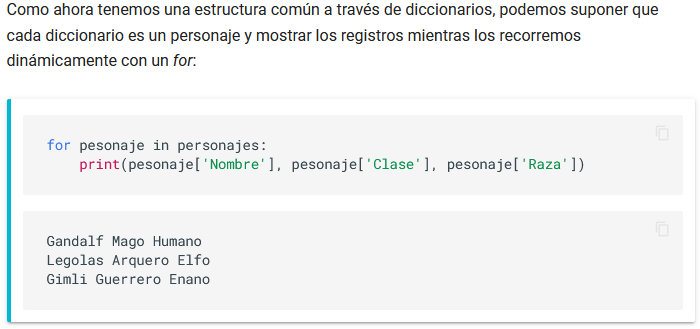 Como ahora tenemos una estructura común a través de diccionarios, podemos suponer que
cada diccionario es un personaje y mostrar los registros mientras los recorremos
dinámicamente con un for:
for pesonaje in personajes:
    print(pesonaje['Nombre'], pesonaje['Clase'], pesonaje['Raza'])
Gandalf Mago Humano
Legolas Arquero Elfo
Gimli Guerrero Enano